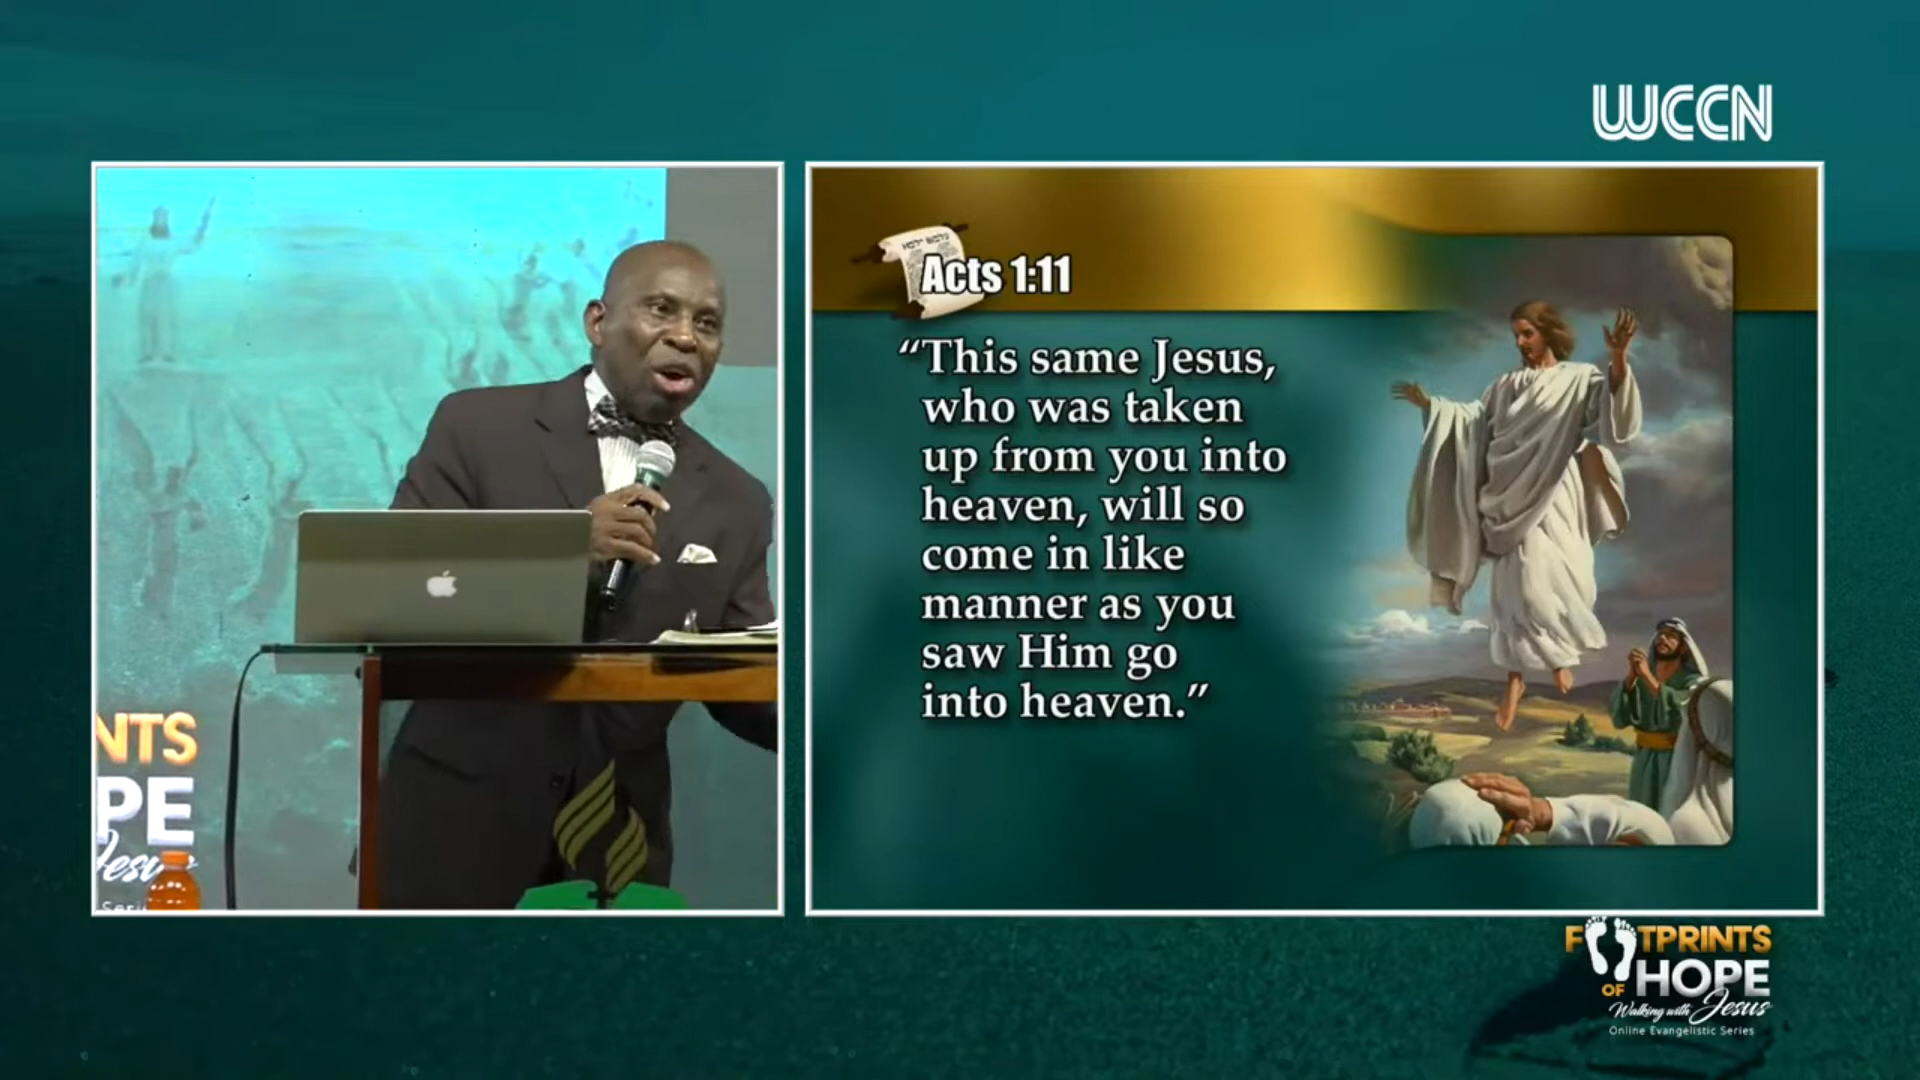 WCCN
Acts 1:11
“This same Jesus,
who was taken
up from you into
heaven, will so
come in like
manner as you
saw Him go
into heaven.”
NTS
PE
Jesus
Seri
FOOTPRINTS
OF HOPE
Walking with Jesus
Online Evangelistic Series